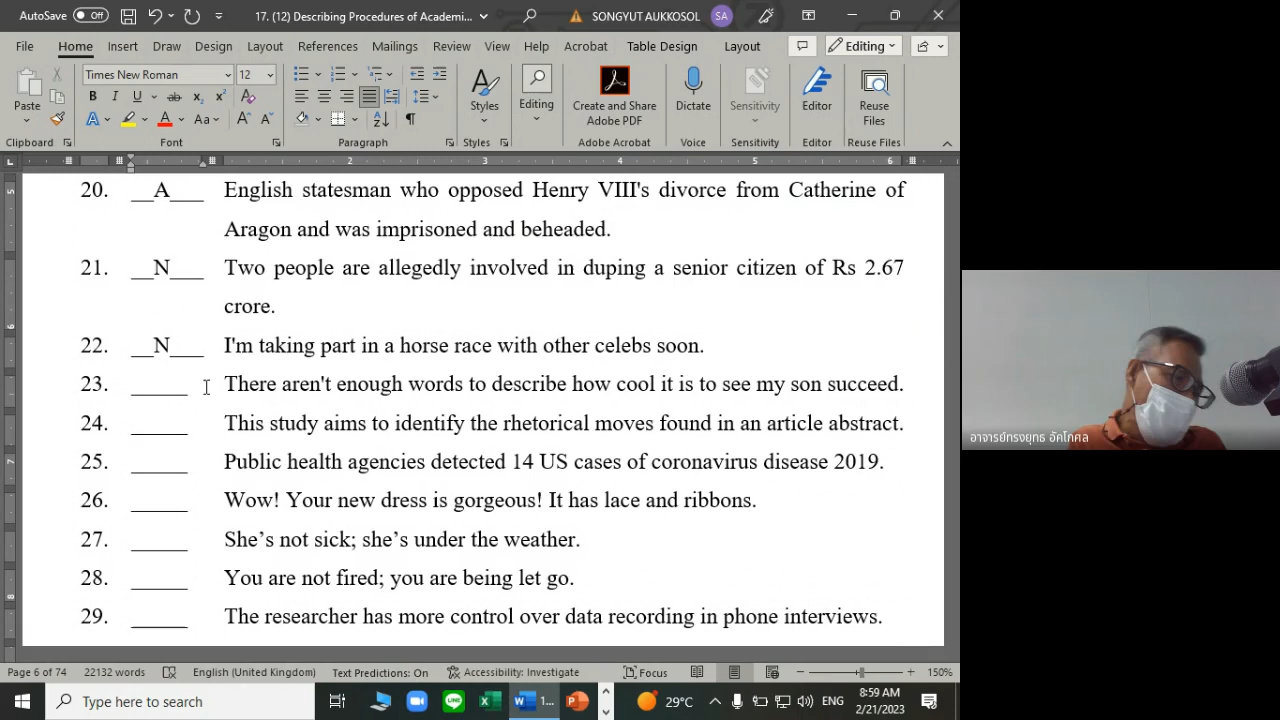 AutoSave Off 17. (12) Describing Procedures of Academi... SONGYUT AUKKOSOL SA
File Home Insert Draw Design Layout References Mailings Review View Help Acrobat Table Design Layout Editing
Times New Roman 12
Paste Styles Editing Create and Share Adobe PDF Dictate Sensitivity Editor Reuse Files
Clipboard Font Paragraph Styles Adobe Acrobat Voice Sensitivity Editor Reuse Files
2 3 4 5 6
20. __A___ English statesman who opposed Henry VIII's divorce from Catherine of
Aragon and was imprisoned and beheaded.
21. __N___ Two people are allegedly involved in duping a senior citizen of Rs 2.67
crore.
22. __N___ I'm taking part in a horse race with other celebs soon.
23. _____ There aren't enough words to describe how cool it is to see my son succeed.
24. _____ This study aims to identify the rhetorical moves found in an article abstract.
25. _____ Public health agencies detected 14 US cases of coronavirus disease 2019.
26. _____ Wow! Your new dress is gorgeous! It has lace and ribbons.
27. _____ She’s not sick; she’s under the weather.
28. _____ You are not fired; you are being let go.
29. _____ The researcher has more control over data recording in phone interviews.
อาจารย์ทรงยุทธ อัคโกศล
Page 6 of 74 22132 words English (United Kingdom) Text Predictions: On Accessibility: Investigate Focus 150%
Type here to search 29°C ENG 8:59 AM
2/21/2023